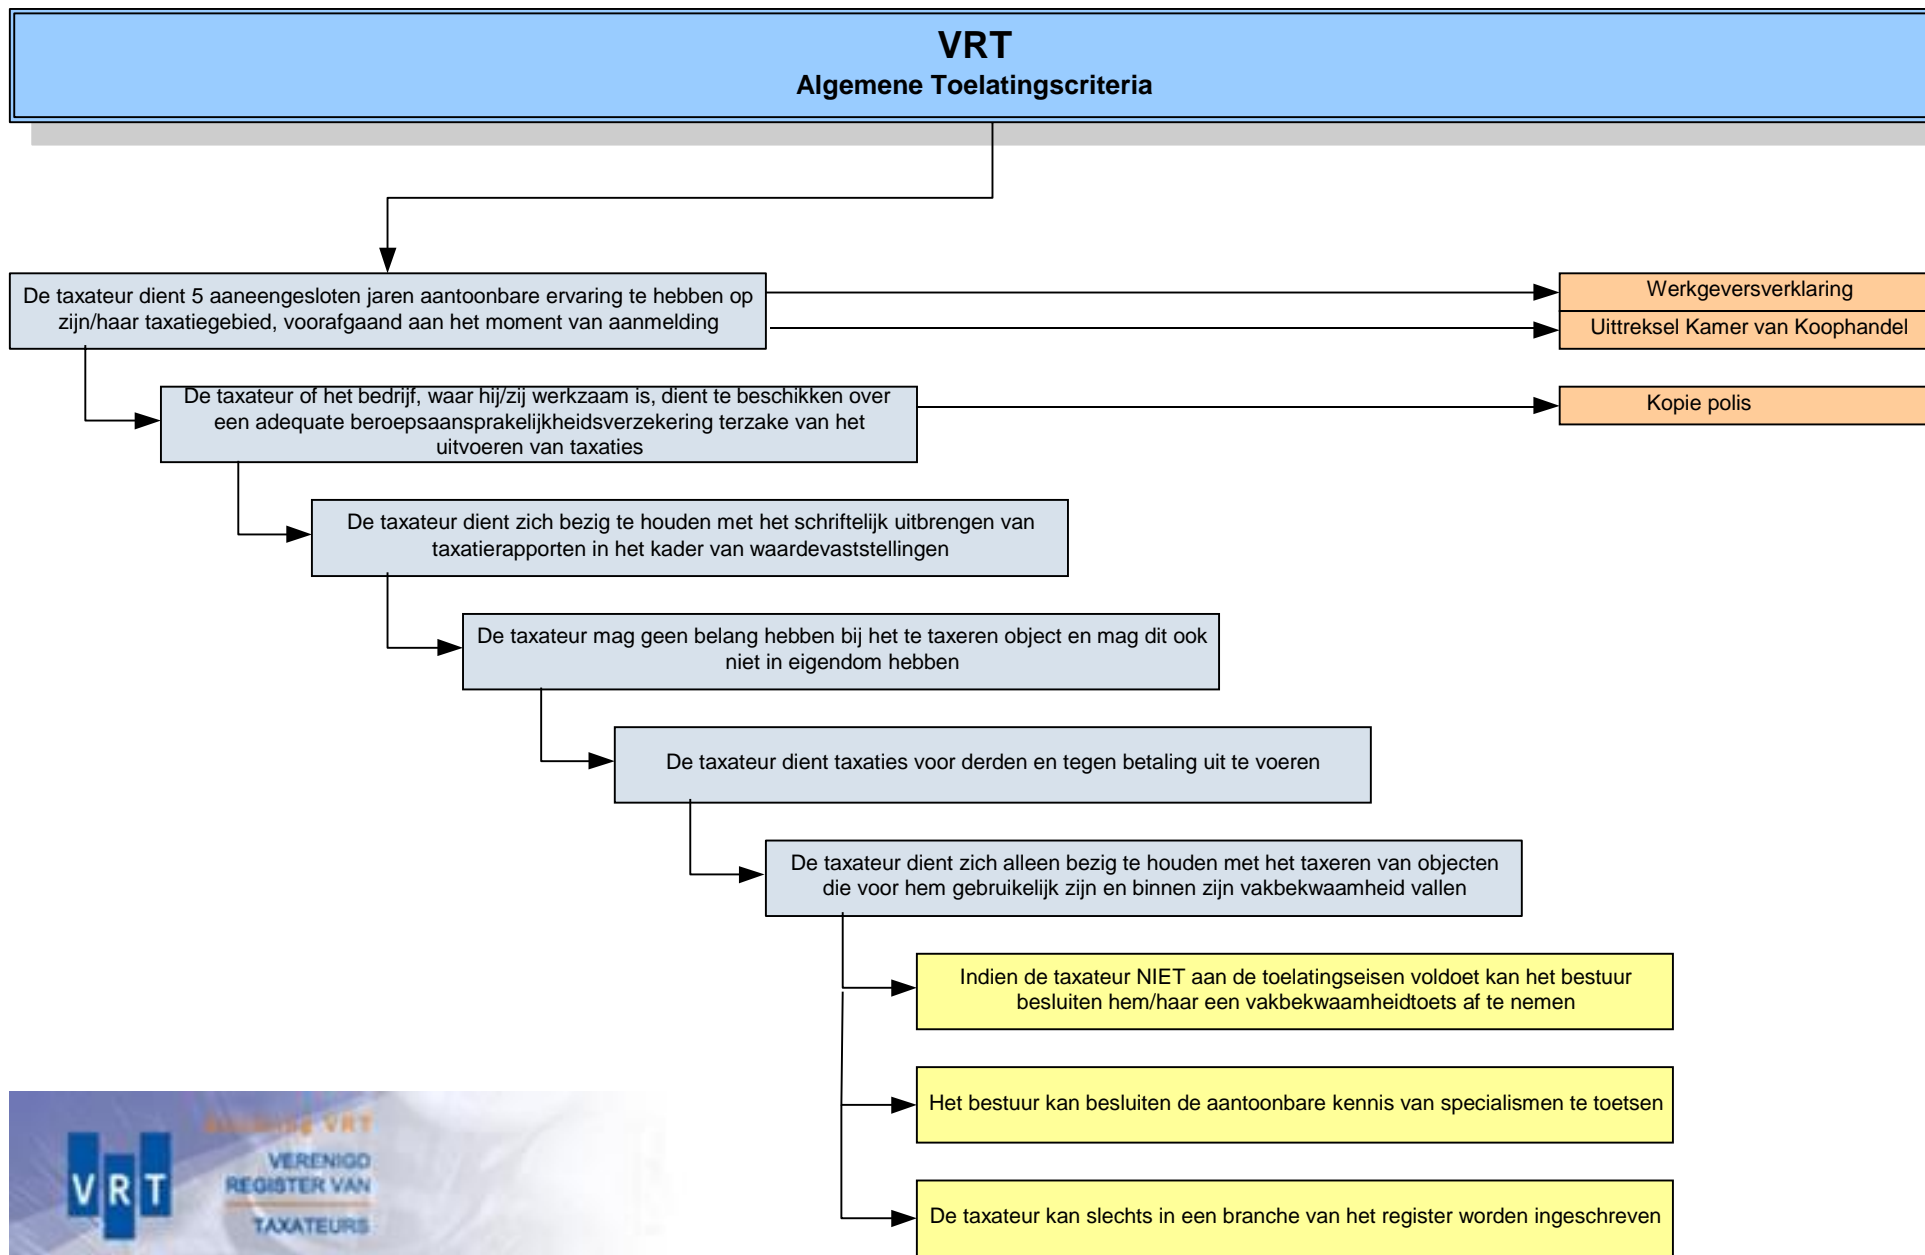 VRT
Algemene Toelatingscriteria
De taxateur dient 5 aaneengesloten jaren aantoonbare ervaring te hebben op
zijn/haar taxatiegebied, voorafgaand aan het moment van aanmelding
Werkgeversverklaring
Uittreksel Kamer van Koophandel
De taxateur of het bedrijf, waar hij/zij werkzaam is, dient te beschikken over
een adequate beroepsaansprakelijkheidsverzekering terzake van het
uitvoeren van taxaties
Kopie polis
De taxateur dient zich bezig te houden met het schriftelijk uitbrengen van
taxatierapporten in het kader van waardevaststellingen
De taxateur mag geen belang hebben bij het te taxeren object en mag dit ook
niet in eigendom hebben
De taxateur dient taxaties voor derden en tegen betaling uit te voeren
De taxateur dient zich alleen bezig te houden met het taxeren van objecten
die voor hem gebruikelijk zijn en binnen zijn vakbekwaamheid vallen
Indien de taxateur NIET aan de toelatingseisen voldoet kan het bestuur
besluiten hem/haar een vakbekwaamheidtoets af te nemen
Het bestuur kan besluiten de aantoonbare kennis van specialismen te toetsen
De taxateur kan slechts in een branche van het register worden ingeschreven
Stichting VRT
VRT
VERENIGD
REGISTER VAN
TAXATEURS